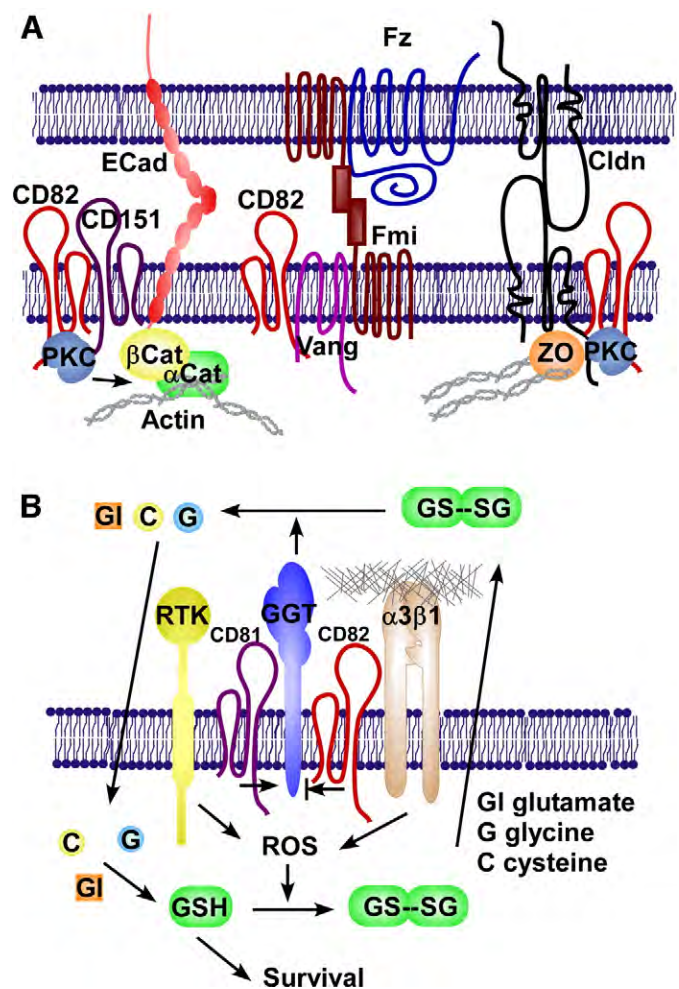 A
Fz
ECad
Cldn
CD82
CD151
CD82
Fmi
PKC
βCat
Vang
ZO
PKC
αCat
Actin
B
Gl C G
GS--SG
RTK
GGT
α3β1
CD81
CD82
Gl glutamate
G glycine
C cysteine
C G
ROS
Gl
GSH
GS--SG
Survival